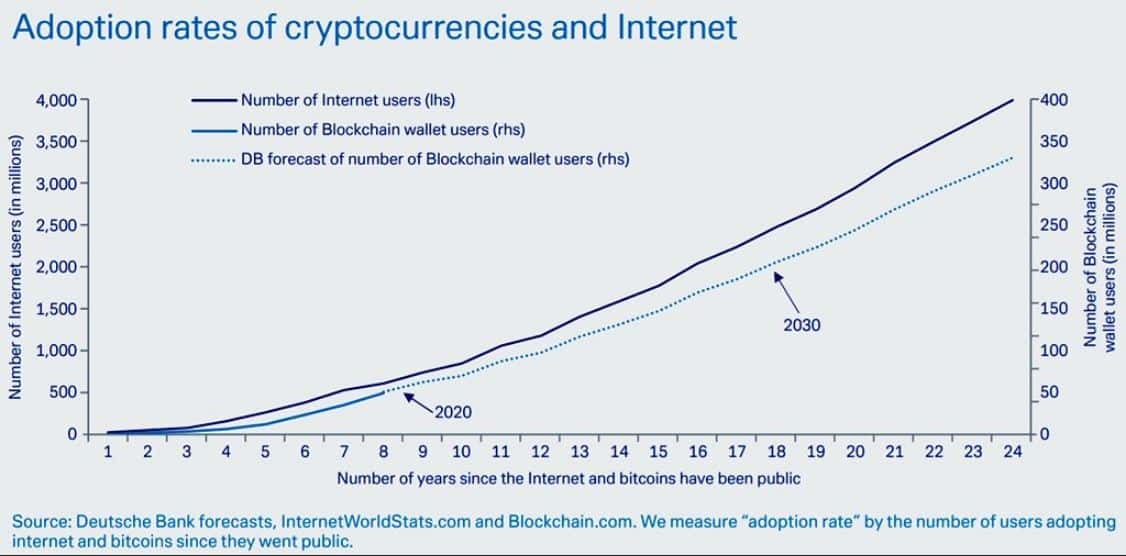 Adoption rates of cryptocurrencies and Internet
Number of Internet users (lhs)
Number of Blockchain wallet users (rhs)
DB forecast of number of Blockchain wallet users (rhs)
Number of Internet users (in millions)
4,000
3,500
3,000
2,500
2,000
1,500
1,000
500
0
400
350
300
250
200
150
100
50
0
Number of Blockchain
wallet users (in millions)
2030
2020
1 2 3 4 5 6 7 8 9 10 11 12 13 14 15 16 17 18 19 20 21 22 23 24
Number of years since the Internet and bitcoins have been public
Source: Deutsche Bank forecasts, InternetWorldStats.com and Blockchain.com. We measure “adoption rate” by the number of users adopting
internet and bitcoins since they went public.